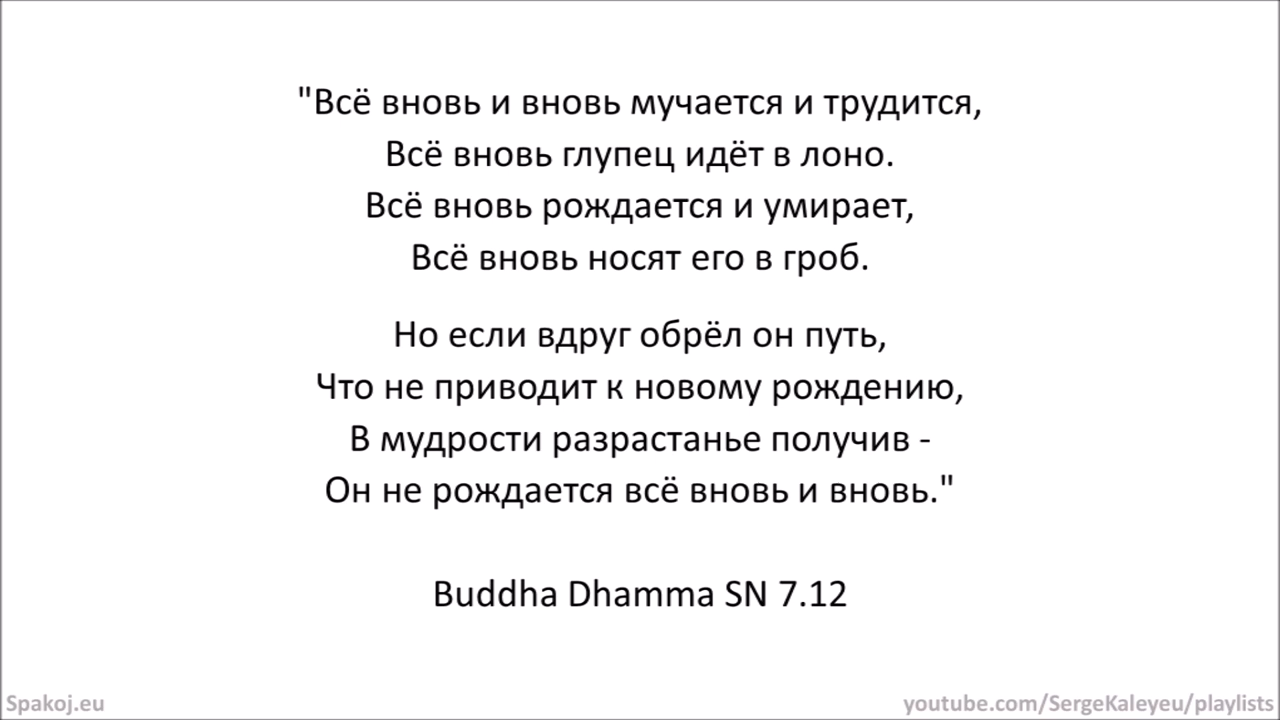 "Всё вновь и вновь мучается и трудится,
Всё вновь глупец идёт в лоно.
Всё вновь рождается и умирает,
Всё вновь носят его в гроб.
Но если вдруг обрёл он путь,
Что не приводит к новому рождению,
В мудрости разрастанье получив -
Он не рождается всё вновь и вновь."
Buddha Dhamma SN 7.12
Spakoj.eu
youtube.com/SergeKaleyeu/playlists